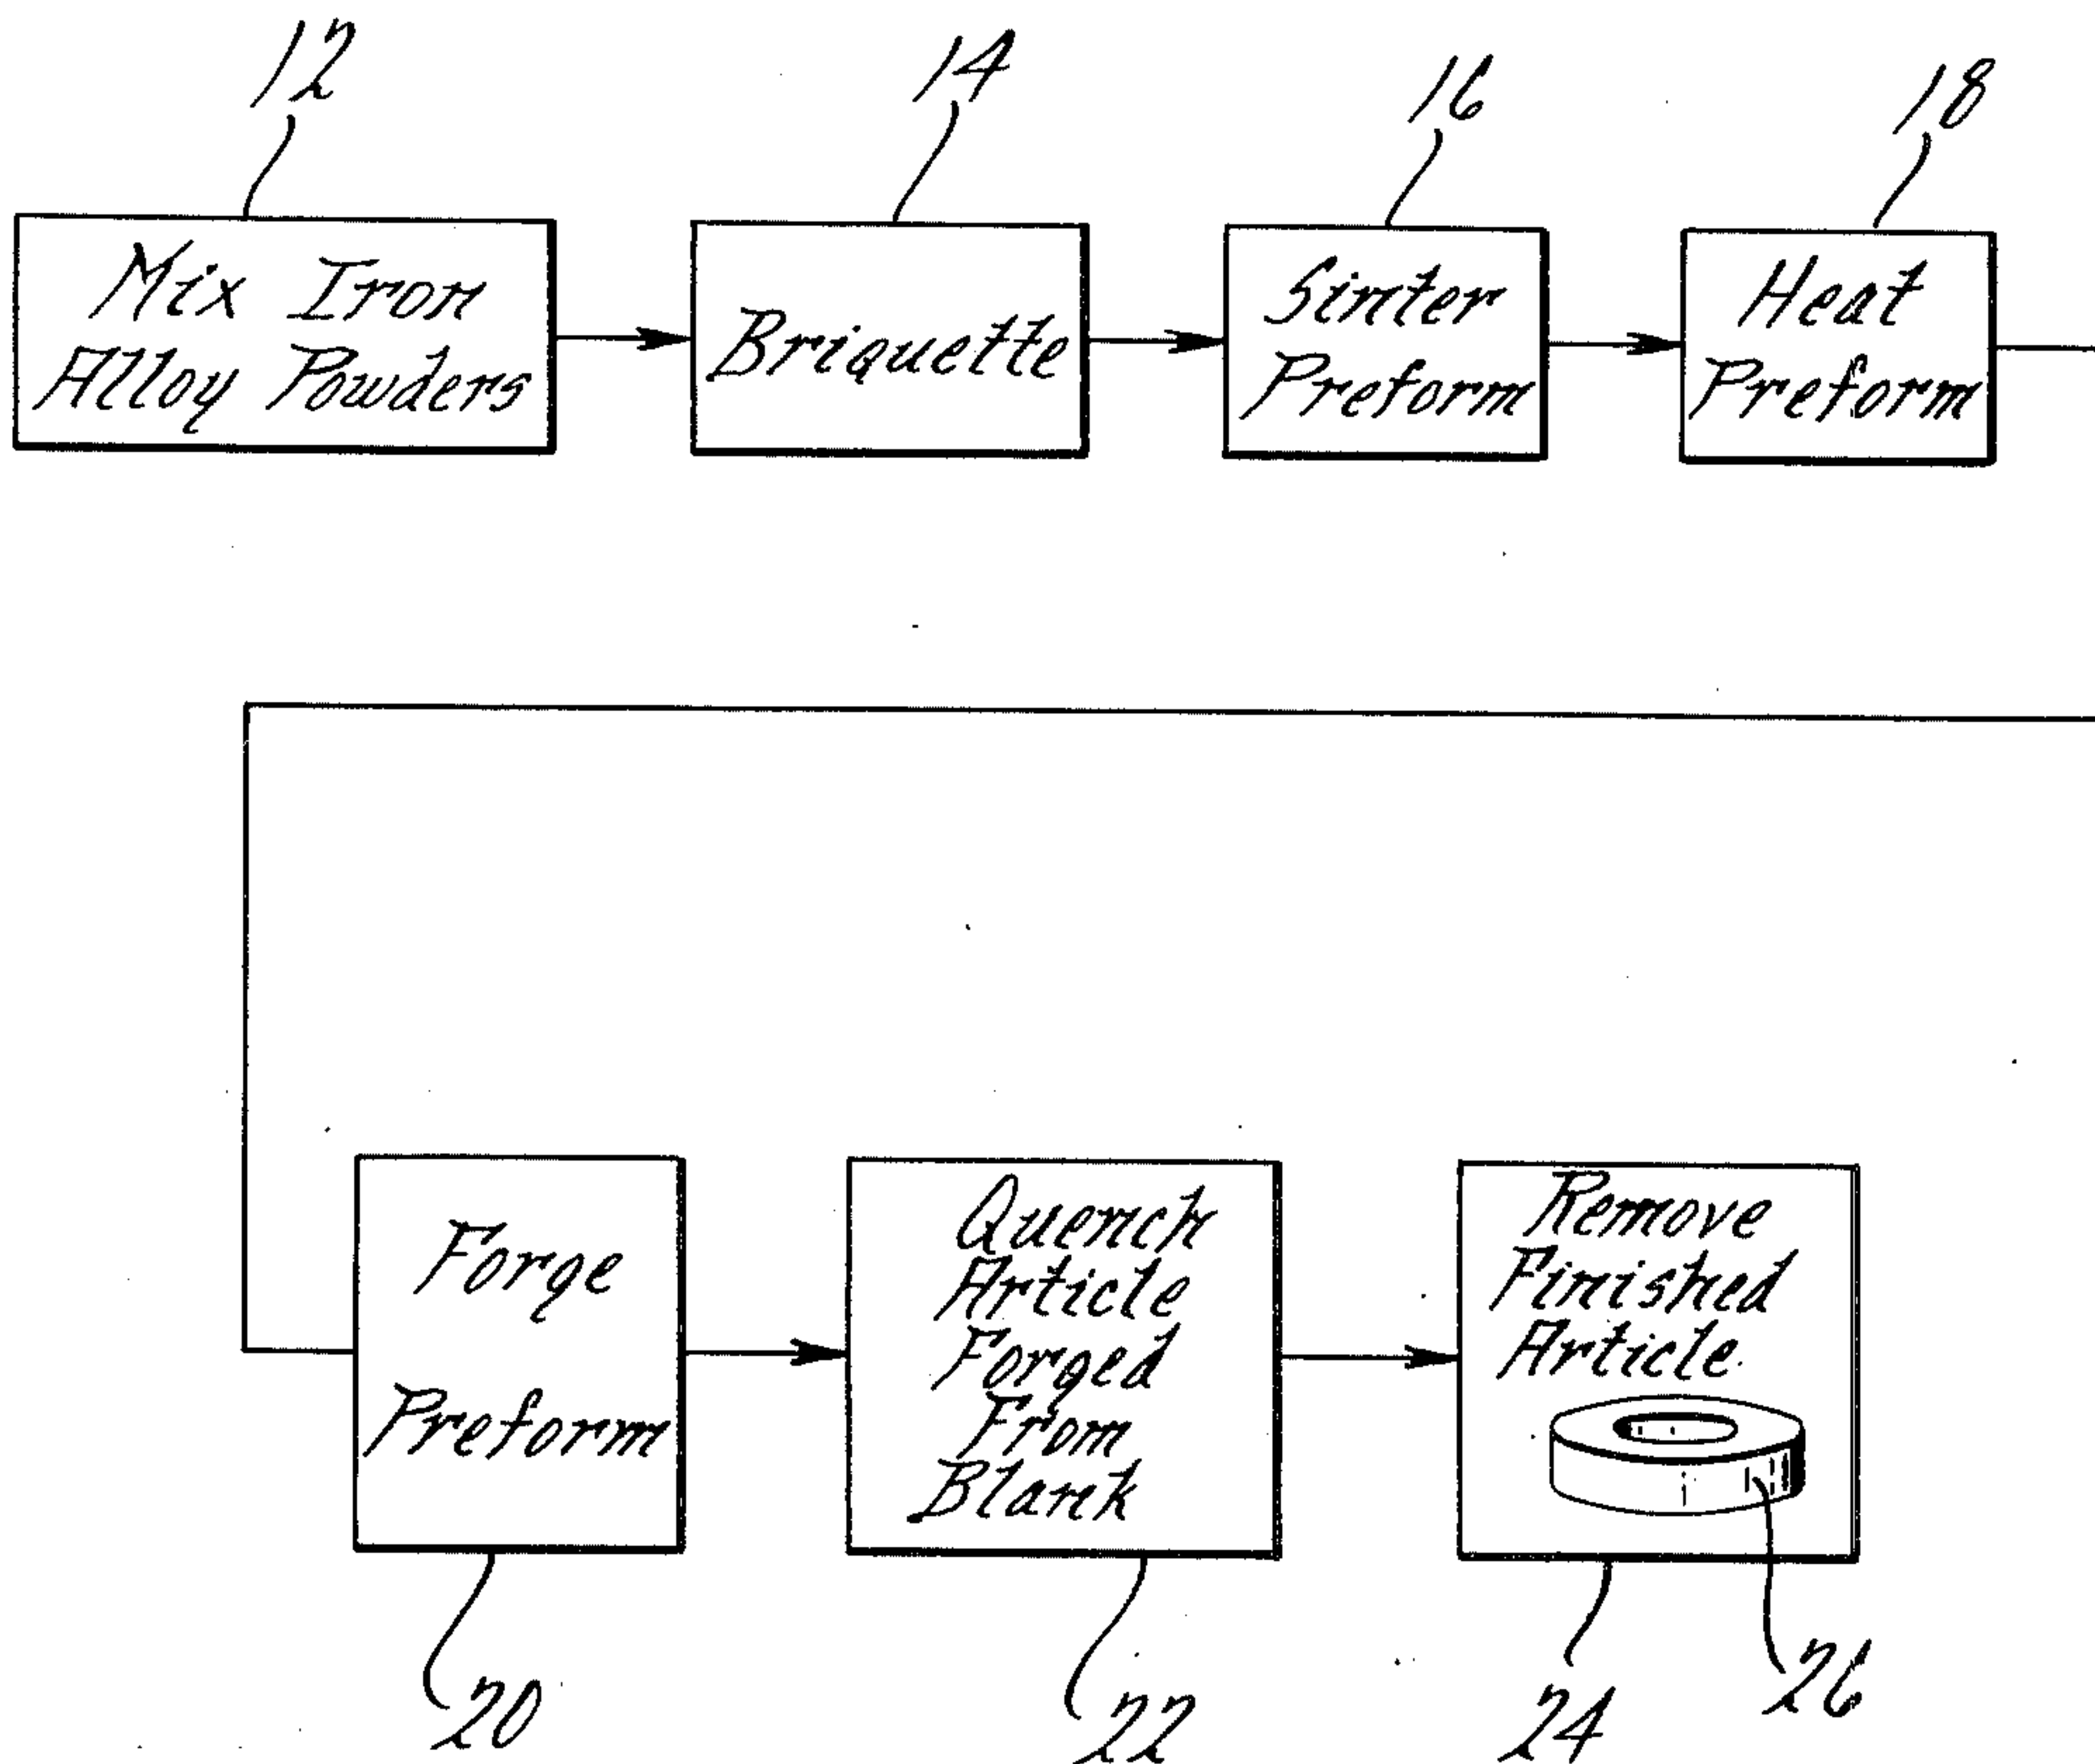 12
14
16
18
Mix Iron
Alloy Powders
Briquette
Sinter
Preform
Heat
Preform
Forge
Preform
Quench
Article
Forged
From
Blank
Remove
Finished
Article
20
22
24
26